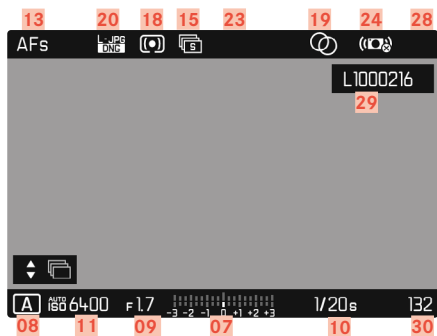 13 20 18 15 23 19 24 28
AFs L-JPG DNG S
L1000216
29
A AUTO ISO 6400 F 1.7 -3 -2 -1 0 +1 +2 +3 1/20s 132
08 11 09 07 10 30